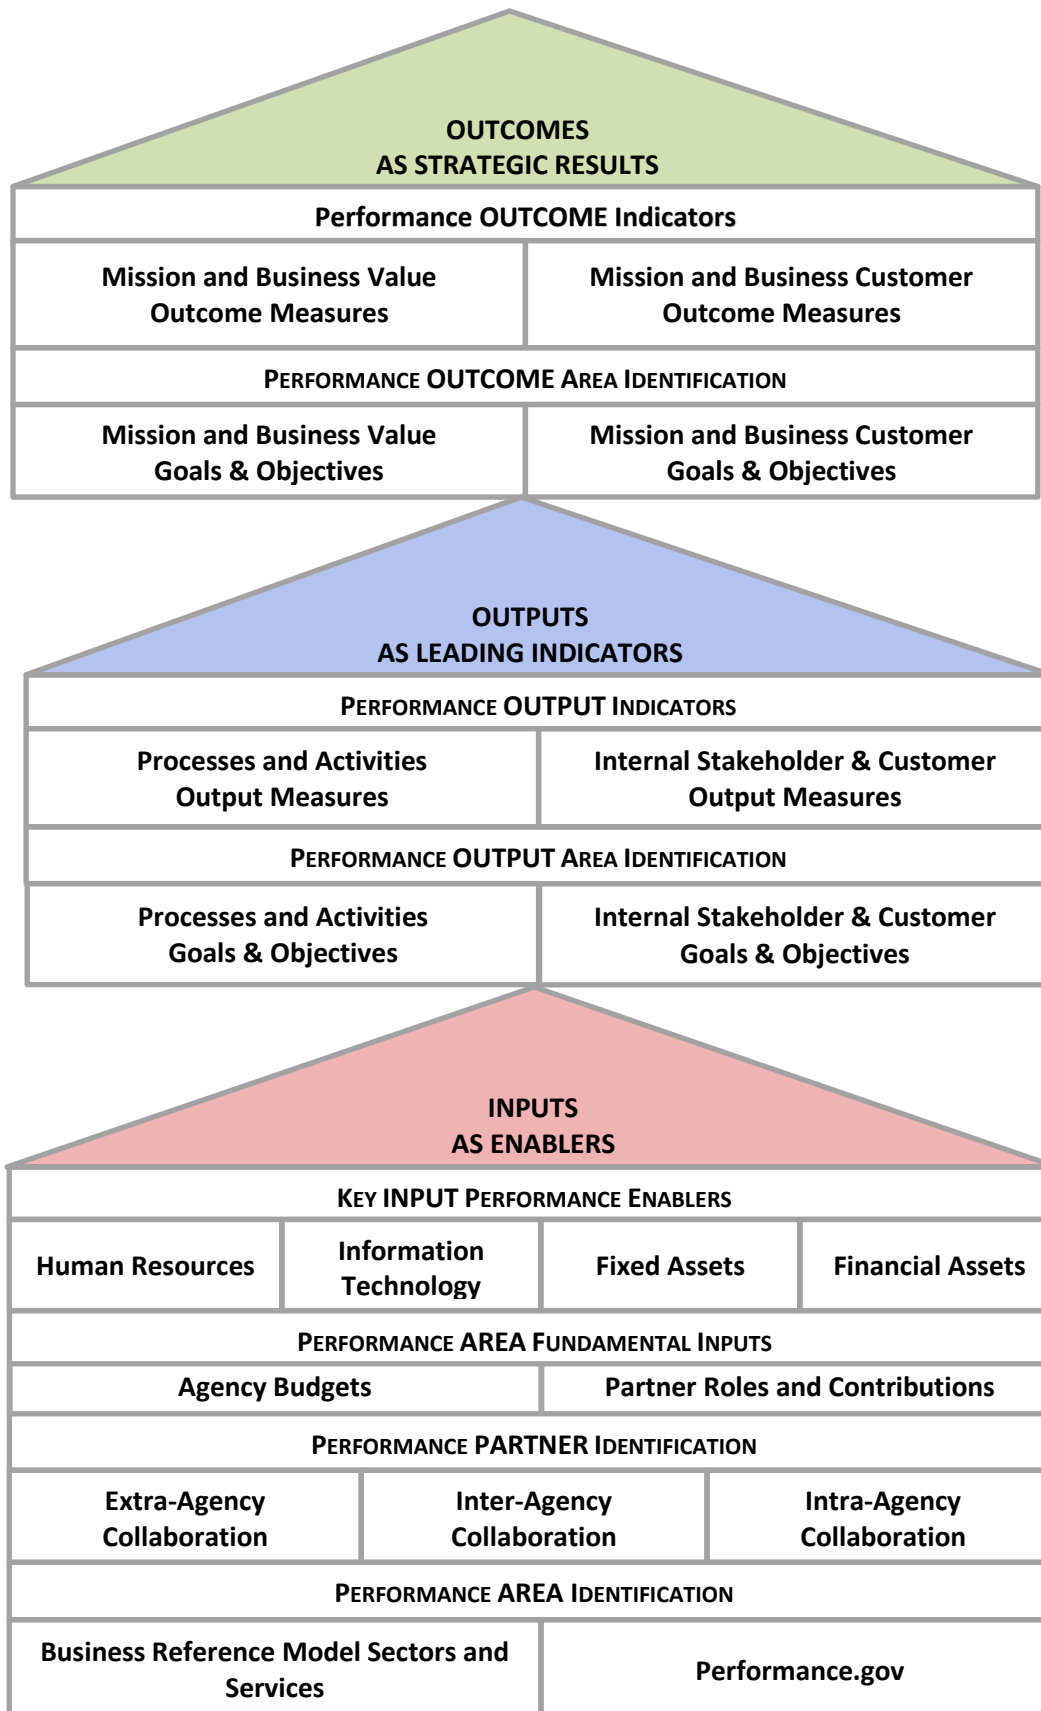 OUTCOMES
AS STRATEGIC RESULTS
Performance OUTCOME Indicators
Mission and Business Value
Outcome Measures
Mission and Business Customer
Outcome Measures
PERFORMANCE OUTCOME AREA IDENTIFICATION
Mission and Business Value
Goals & Objectives
Mission and Business Customer
Goals & Objectives
OUTPUTS
AS LEADING INDICATORS
PERFORMANCE OUTPUT INDICATORS
Processes and Activities
Output Measures
Internal Stakeholder & Customer
Output Measures
PERFORMANCE OUTPUT AREA IDENTIFICATION
Processes and Activities
Goals & Objectives
Internal Stakeholder & Customer
Goals & Objectives
INPUTS
AS ENABLERS
KEY INPUT PERFORMANCE ENABLERS
Human Resources
Information
Technology
Fixed Assets
Financial Assets
PERFORMANCE AREA FUNDAMENTAL INPUTS
Agency Budgets
Partner Roles and Contributions
PERFORMANCE PARTNER IDENTIFICATION
Extra-Agency
Collaboration
Inter-Agency
Collaboration
Intra-Agency
Collaboration
PERFORMANCE AREA IDENTIFICATION
Business Reference Model Sectors and
Services
Performance.gov